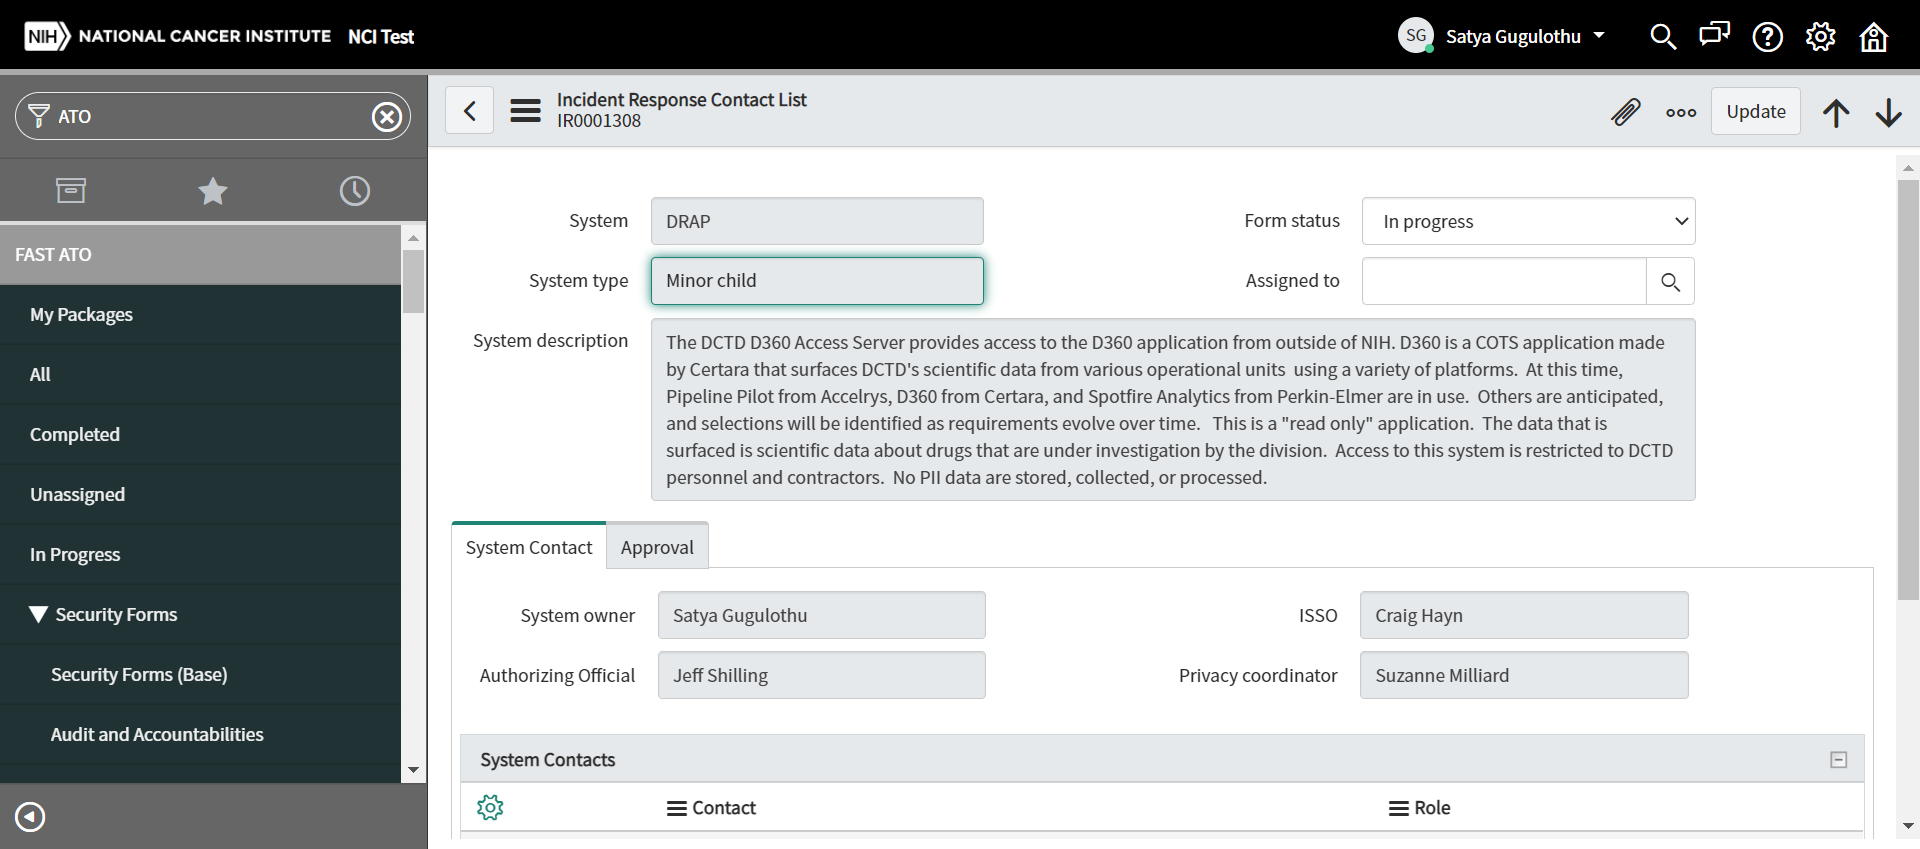 NIH NATIONAL CANCER INSTITUTE NCI Test
SG Satya Gugulothu
ATO
FAST ATO
My Packages
All
Completed
Unassigned
In Progress
Security Forms
Security Forms (Base)
Audit and Accountabilities
Incident Response Contact List
IR0001308
Update
System DRAP
Form status In progress
System type Minor child
Assigned to
System description
The DCTD D360 Access Server provides access to the D360 application from outside of NIH. D360 is a COTS application made
by Certara that surfaces DCTD's scientific data from various operational units  using a variety of platforms.  At this time,
Pipeline Pilot from Accelrys, D360 from Certara, and Spotfire Analytics from Perkin-Elmer are in use.  Others are anticipated,
and selections will be identified as requirements evolve over time.   This is a "read only" application.  The data that is
surfaced is scientific data about drugs that are under investigation by the division.  Access to this system is restricted to DCTD
personnel and contractors.  No PII data are stored, collected, or processed.
System Contact Approval
System owner Satya Gugulothu
ISSO Craig Hayn
Authorizing Official Jeff Shilling
Privacy coordinator Suzanne Milliard
System Contacts
Contact Role